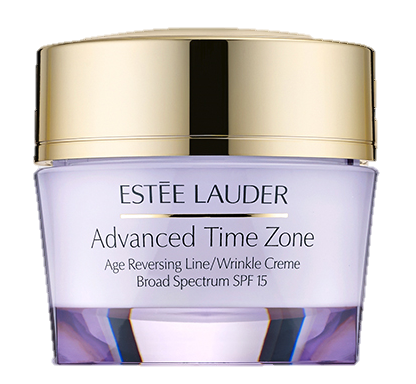 ESTĒE LAUDER
Advanced Time Zone
Age Reversing Line/Wrinkle Creme
Broad Spectrum SPF 15